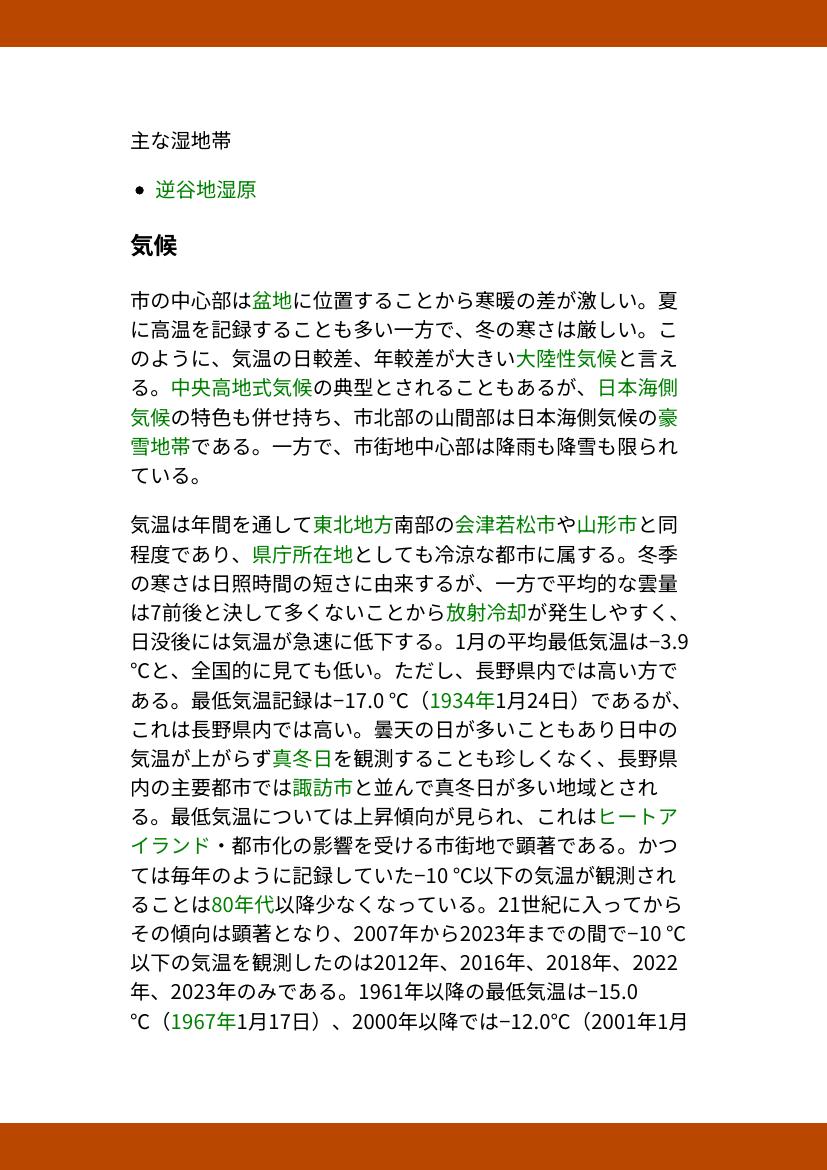 主な湿地帯
• 逆谷地湿原
気候
市の中心部は盆地に位置することから寒暖の差が激しい。夏
に高温を記録することも多い一方で、冬の寒さは厳しい。こ
のように、気温の日較差、年較差が大きい大陸性気候と言え
る。中央高地式気候の典型とされることもあるが、日本海側
気候の特色も併せ持ち、市北部の山間部は日本海側気候の豪
雪地帯である。一方で、市街地中心部は降雨も降雪も限られ
ている。
気温は年間を通して東北地方南部の会津若松市や山形市と同
程度であり、県庁所在地としても冷涼な都市に属する。冬季
の寒さは日照時間の短さに由来するが、一方で平均的な雲量
は7前後と決して多くないことから放射冷却が発生しやすく、
日没後には気温が急速に低下する。1月の平均最低気温は−3.9
℃と、全国的に見ても低い。ただし、長野県内では高い方で
ある。最低気温記録は−17.0 ℃（1934年1月24日）であるが、
これは長野県内では高い。曇天の日が多いこともあり日中の
気温が上がらず真冬日を観測することも珍しくなく、長野県
内の主要都市では諏訪市と並んで真冬日が多い地域とされ
る。最低気温については上昇傾向が見られ、これはヒートア
イランド・都市化の影響を受ける市街地で顕著である。かつ
ては毎年のように記録していた−10 ℃以下の気温が観測され
ることは80年代以降少なくなっている。21世紀に入ってから
その傾向は顕著となり、2007年から2023年までの間で−10 ℃
以下の気温を観測したのは2012年、2016年、2018年、2022
年、2023年のみである。1961年以降の最低気温は−15.0
℃（1967年1月17日）、2000年以降では−12.0℃（2001年1月